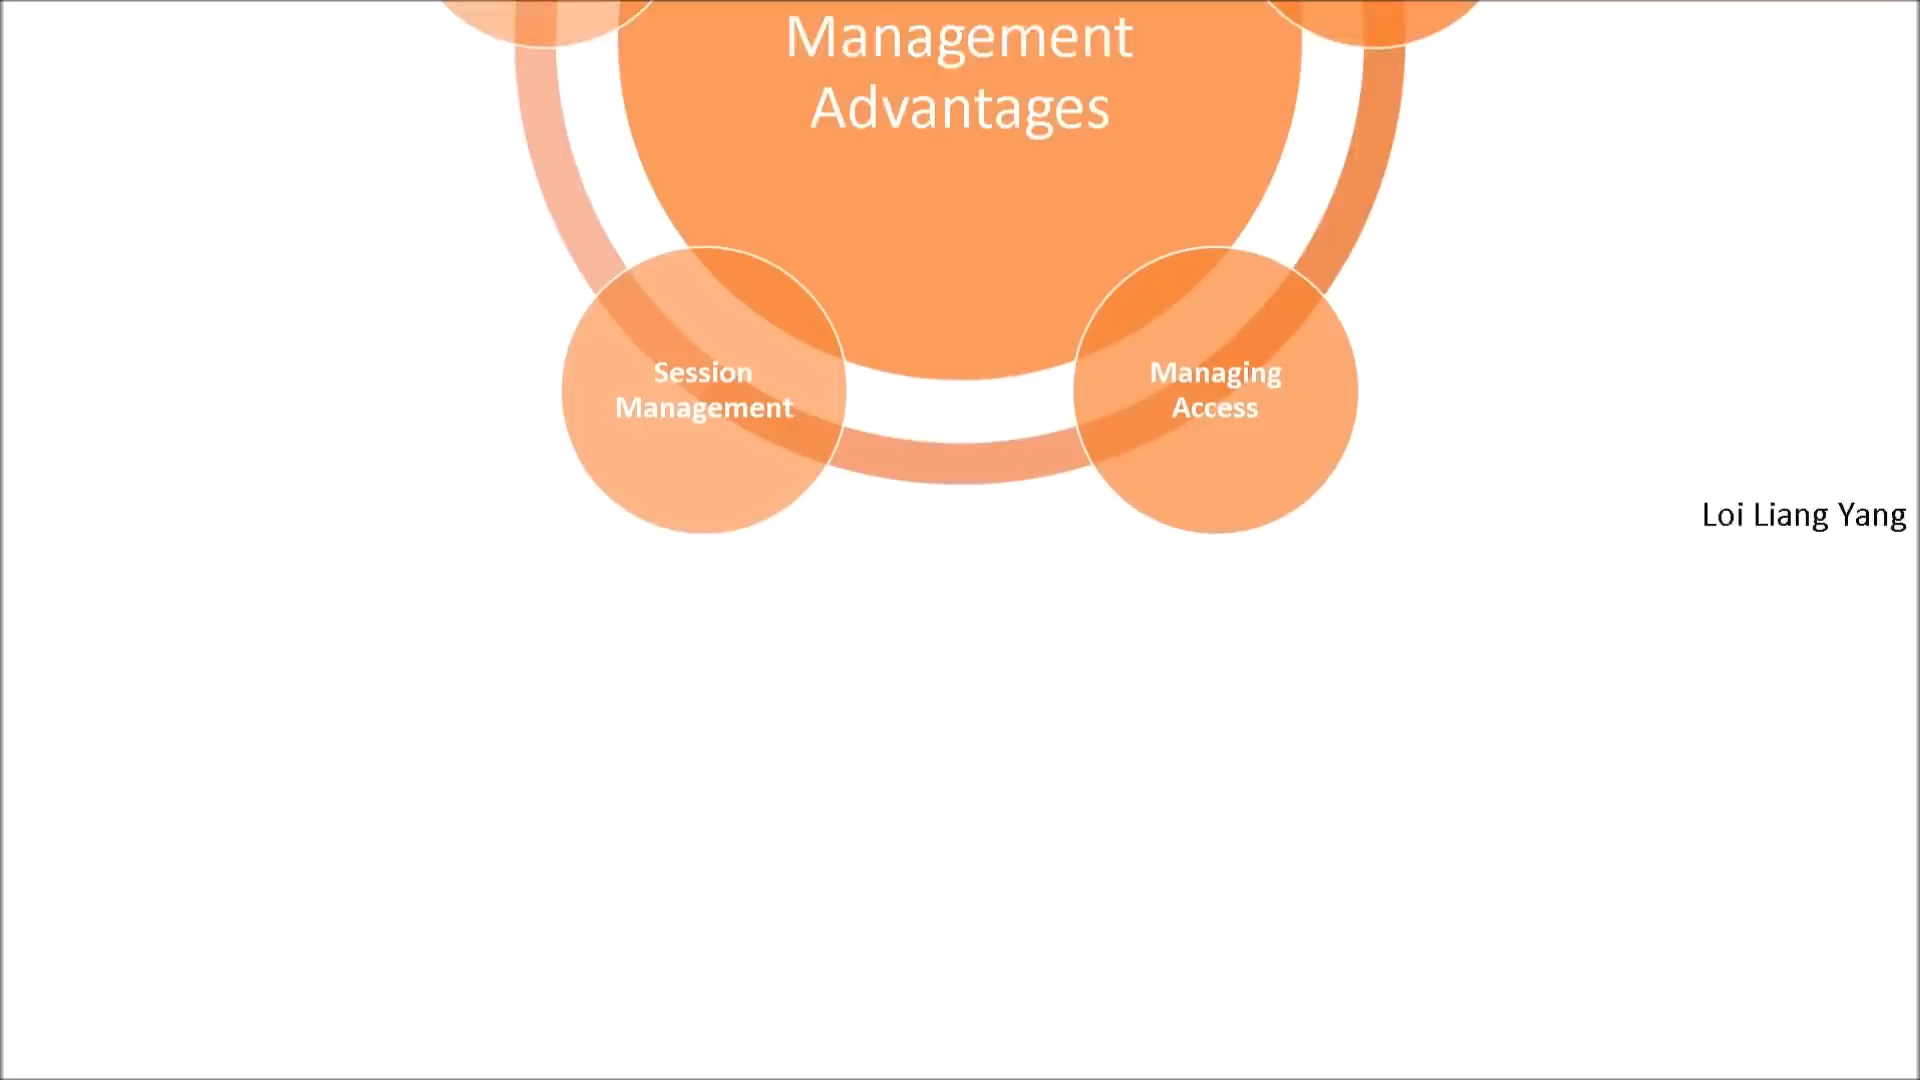 Management
Advantages
Session
Management
Managing
Access
Loi Liang Yang